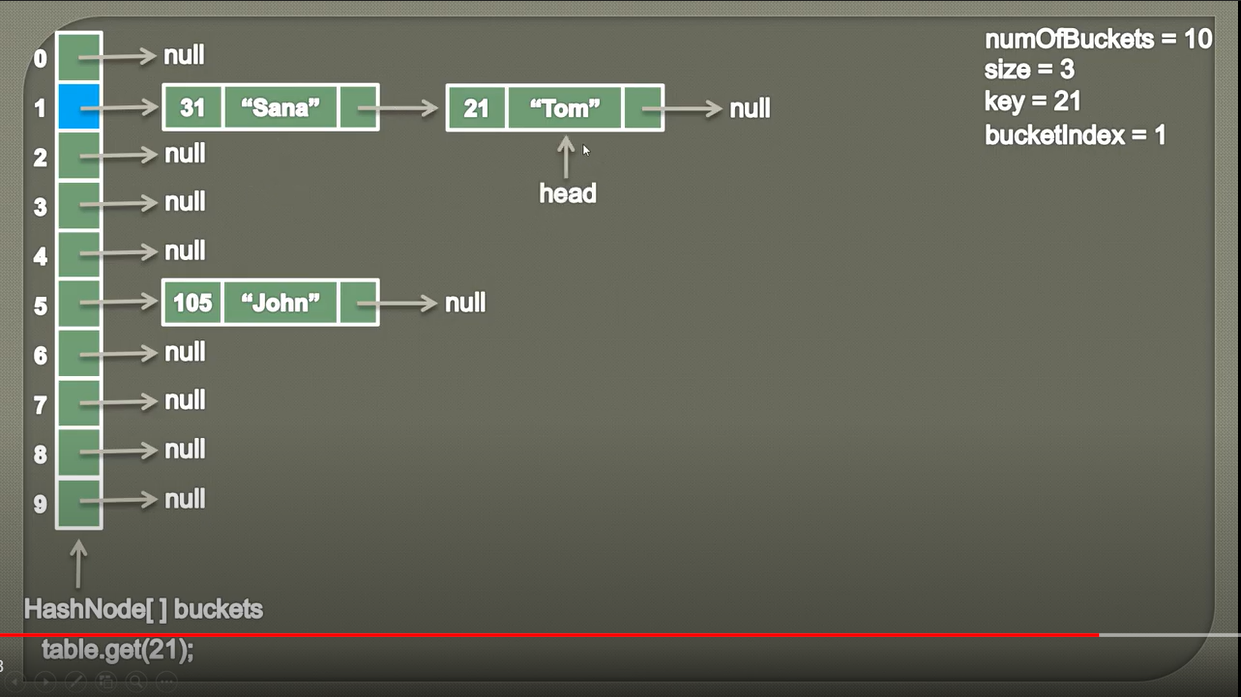 0 null
1 31 “Sana” 21 “Tom” null
2 null
3 null
4 null
5 105 “John” null
6 null
7 null
8 null
9 null
head
numOfBuckets = 10
size = 3
key = 21
bucketIndex = 1
HashNode[ ] buckets
table.get(21);
3